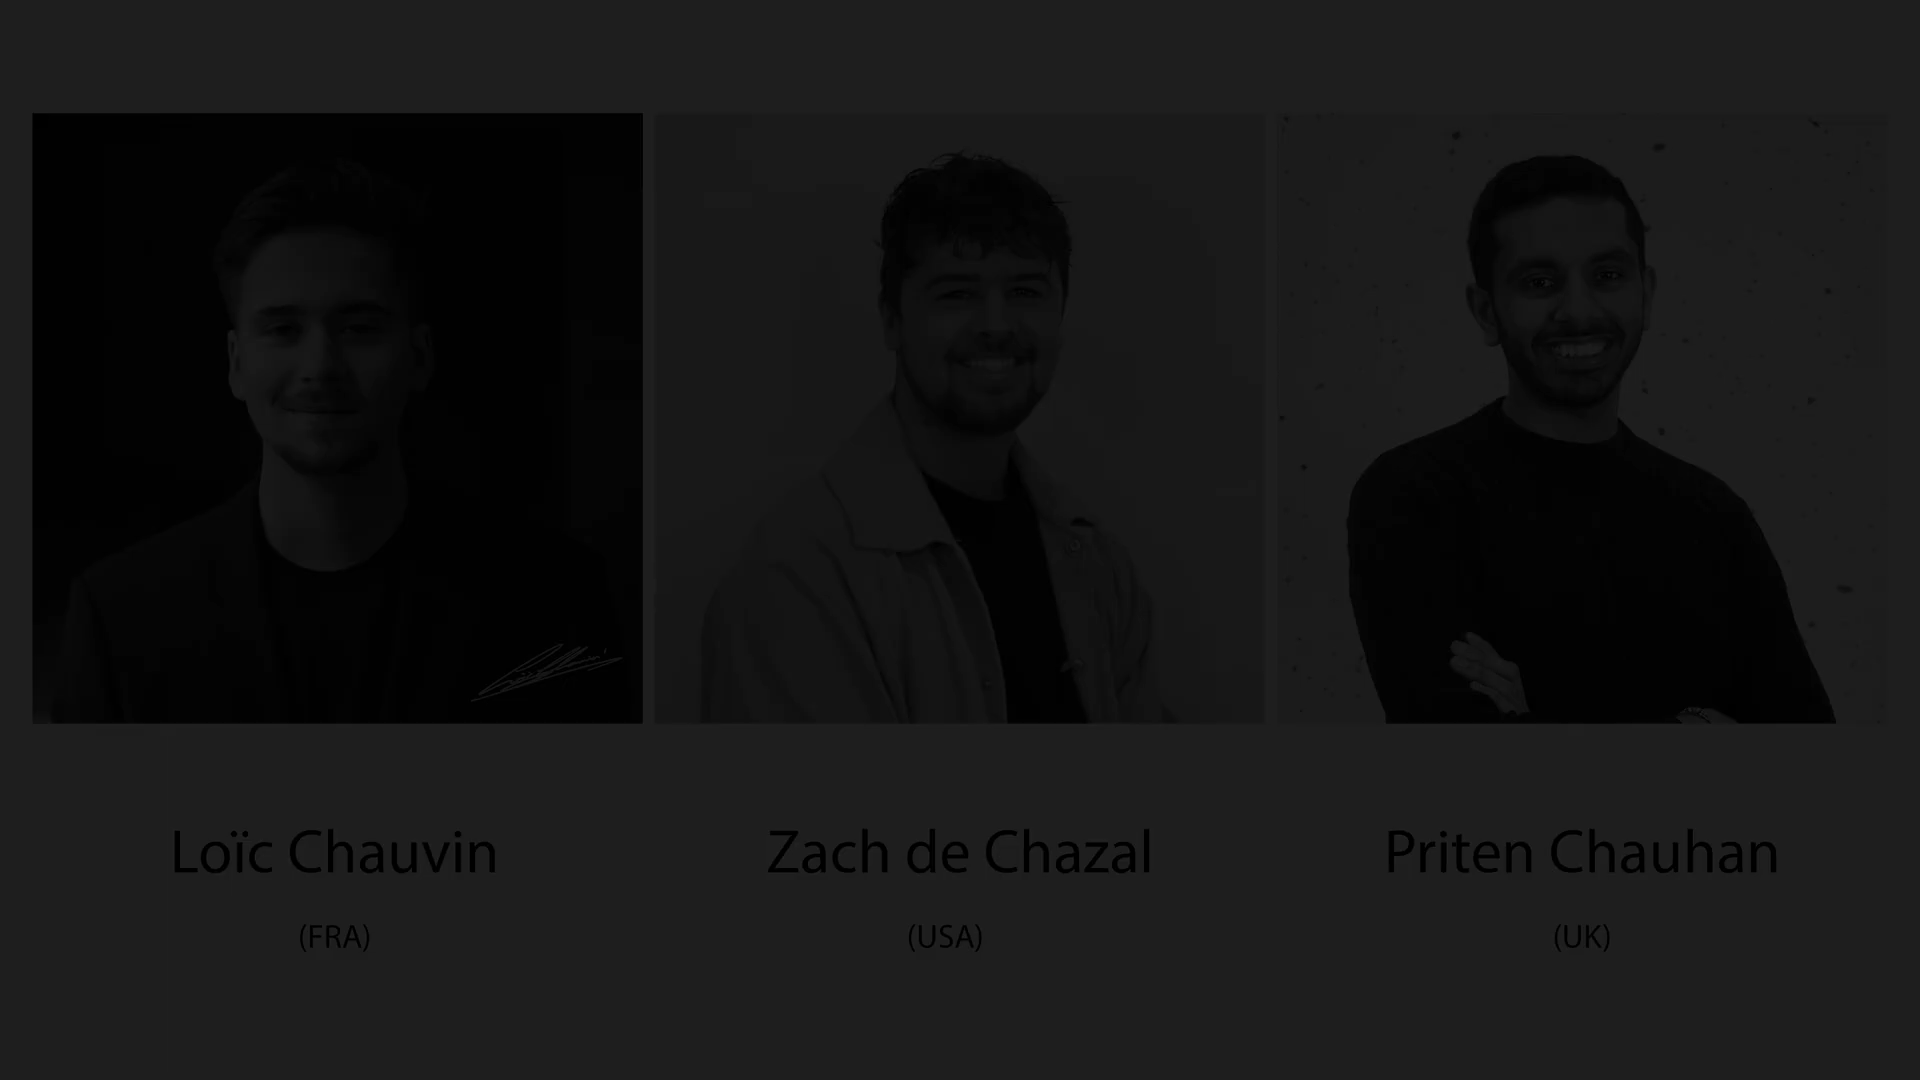 Loïc Chauvin
(FRA)
Zach de Chazal
(USA)
Priten Chauhan
(UK)